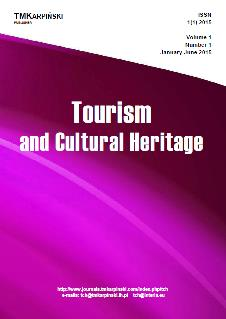 TMKARPIŃSKI
PUBLISHER
ISSN
1(1) 2015
Volume 1
Number 1
January-June 2015
Tourism
and Cultural Heritage
http://www.journals.tmkarpinski.com/index.php/tch
e-mails: tch@tmkarpinski.lh.pl tch@interia.eu